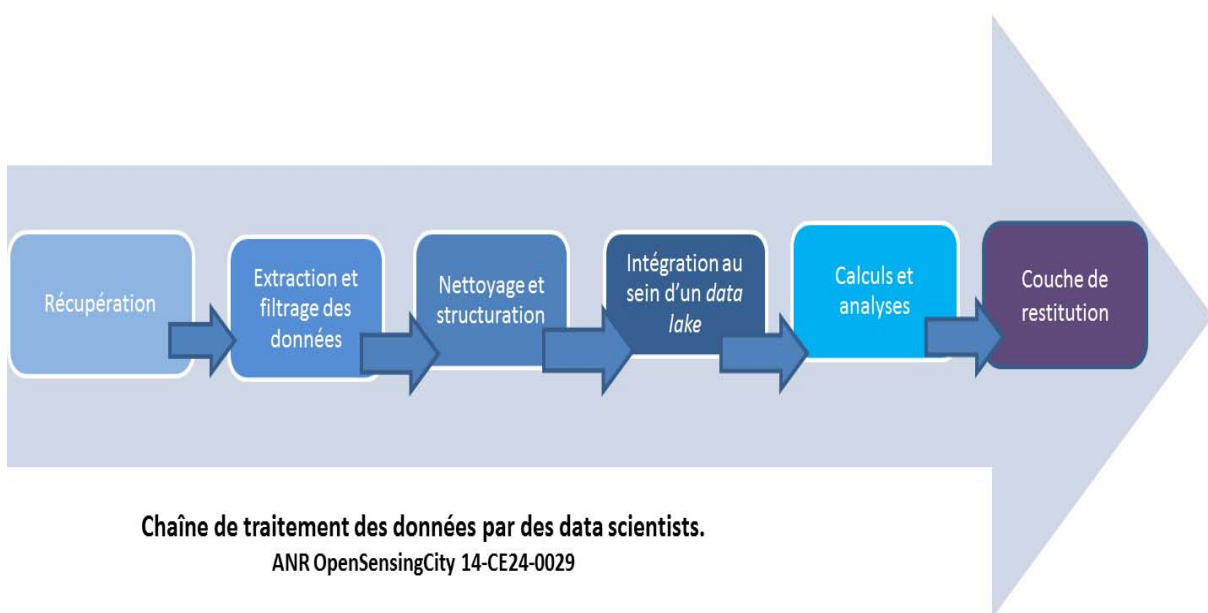 Récupération
Extraction et
filtrage des
données
Nettoyage et
structuration
Intégration au
sein d'un data
lake
Calculs et
analyses
Couche de
restitution
Chaîne de traitement des données par des data scientists.
ANR OpenSensingCity 14-CE24-0029